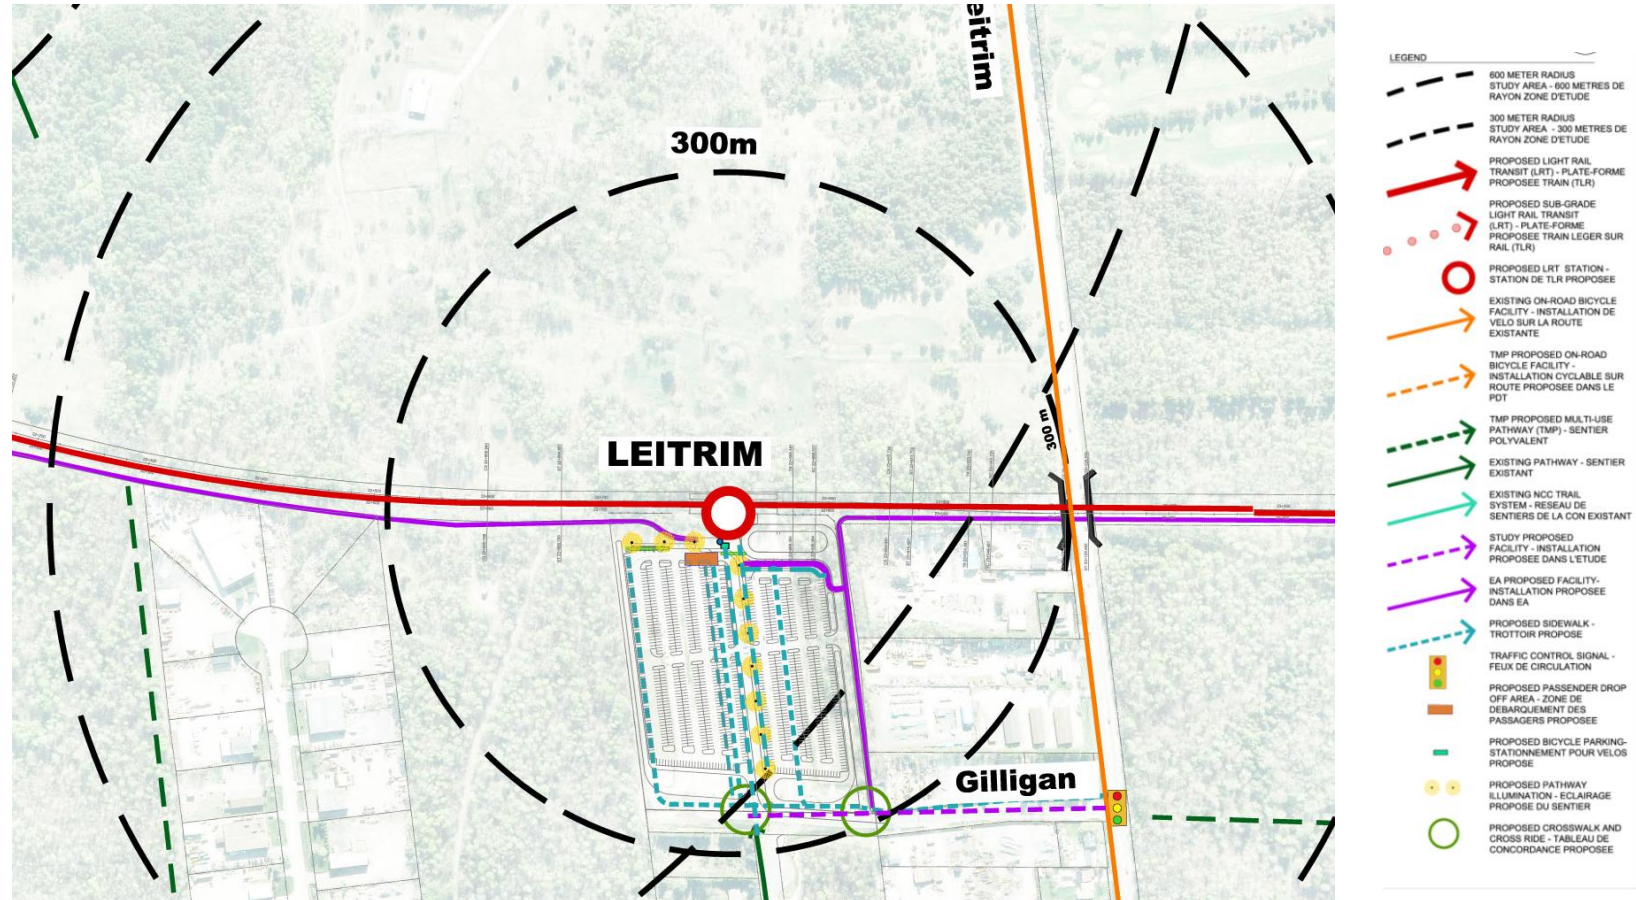 eitrim
300m
LEITRIM
300 m
Gilligan
LEGEND
600 METER RADIUS
STUDY AREA - 600 METRES DE
RAYON ZONE D'ETUDE
300 METER RADIUS
STUDY AREA - 300 METRES DE
RAYON ZONE D'ETUDE
PROPOSED LIGHT RAIL
TRANSIT (LRT) - PLATE-FORME
PROPOSEE TRAIN (TLR)
PROPOSED SUB-GRADE
LIGHT RAIL TRANSIT
(LRT) - PLATE-FORME
PROPOSEE TRAIN LEGER SUR
RAIL (TLR)
PROPOSED LRT STATION -
STATION DE TLR PROPOSEE
EXISTING ON-ROAD BICYCLE
FACILITY - INSTALLATION DE
VELO SUR LA ROUTE
EXISTANTE
TMP PROPOSED ON-ROAD
BICYCLE FACILITY -
INSTALLATION CYCLABLE SUR
ROUTE PROPOSEE DANS LE
PDT
TMP PROPOSED MULTI-USE
PATHWAY (TMP) - SENTIER
POLYVALENT
EXISTING PATHWAY - SENTIER
EXISTANT
EXISTING NCC TRAIL
SYSTEM - RESEAU DE
SENTIERS DE LA CON EXISTANT
STUDY PROPOSED
FACILITY - INSTALLATION
PROPOSEE DANS L'ETUDE
EA PROPOSED FACILITY-
INSTALLATION PROPOSEE
DANS EA
PROPOSED SIDEWALK -
TROTTOIR PROPOSE
TRAFFIC CONTROL SIGNAL -
FEUX DE CIRCULATION
PROPOSED PASSENDER DROP
OFF AREA - ZONE DE
DEBARQUEMENT DES
PASSAGERS PROPOSEE
PROPOSED BICYCLE PARKING-
STATIONNEMENT POUR VELOS
PROPOSE
PROPOSED PATHWAY
ILLUMINATION - ECLAIRAGE
PROPOSE DU SENTIER
PROPOSED CROSSWALK AND
CROSS RIDE - TABLEAU DE
CONCORDANCE PROPOSEE